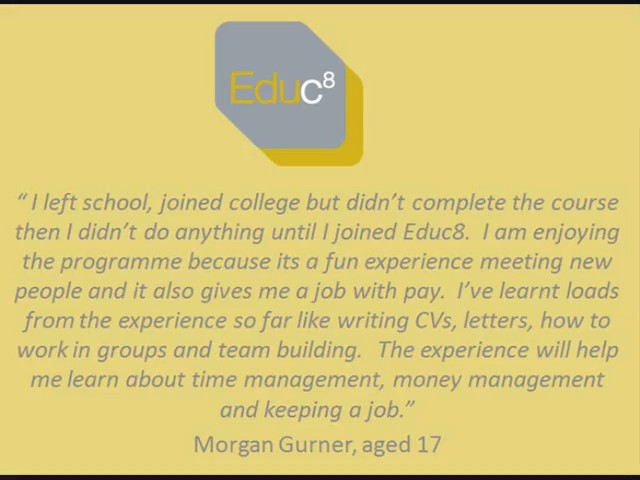 Educ8
“ I left school, joined college but didn’t complete the course
then I didn’t do anything until I joined Educ8.  I am enjoying
the programme because its a fun experience meeting new
people and it also gives me a job with pay.  I’ve learnt loads
from the experience so far like writing CVs, letters, how to
work in groups and team building.   The experience will help
me learn about time management, money management
and keeping a job.”
Morgan Gurner, aged 17